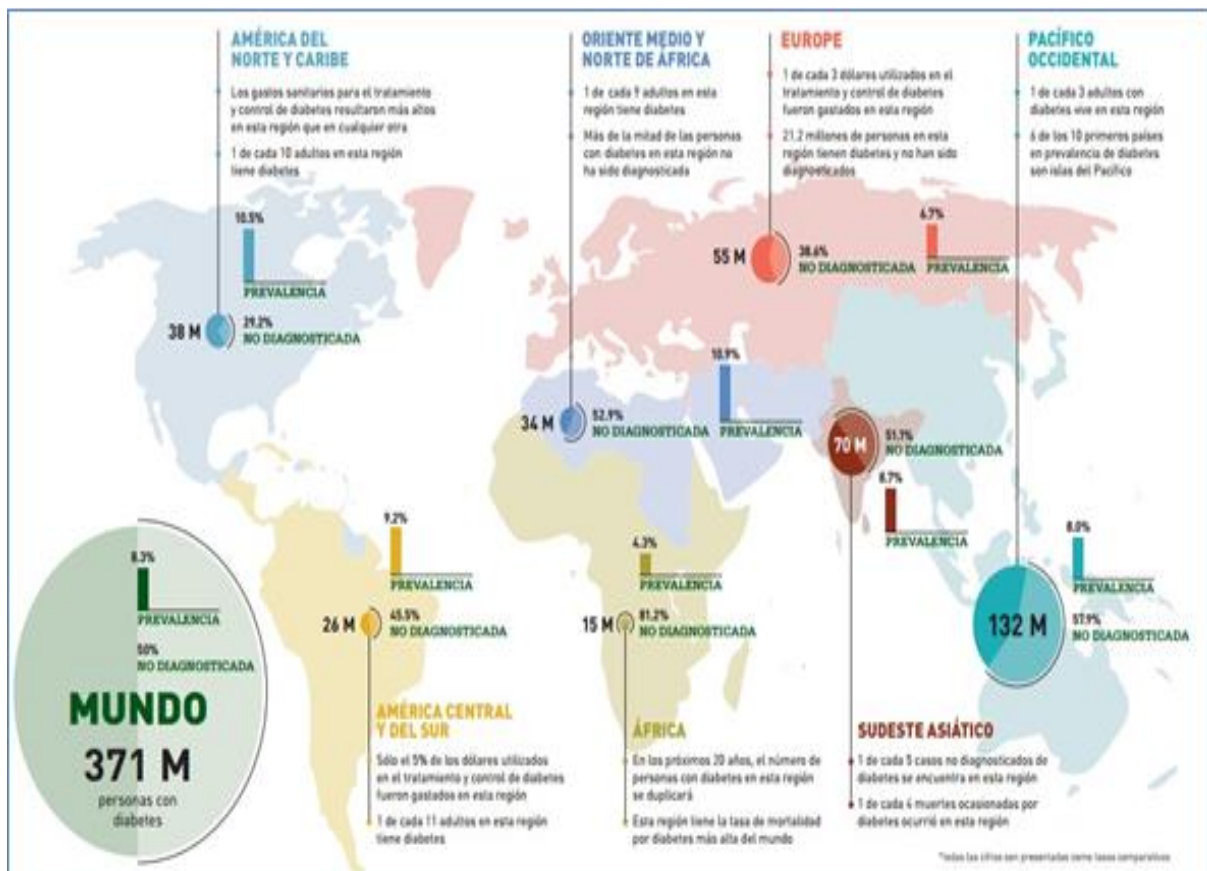 AMÉRICA DEL
NORTE Y CARIBE
Los gastos sanitarios para el tratamiento
y control de diabetes resultaron más altos
en esta región que en cualquier otra
1 de cada 10 adultos en esta región
tiene diabetes
10.5%
PREVALENCIA
38 M
29.2%
NO DIAGNOSTICADA
ORIENTE MEDIO Y
NORTE DE ÁFRICA
1 de cada 9 adultos en esta
región tiene diabetes
Más de la mitad de las personas
con diabetes en esta región no
ha sido diagnosticada
10.9%
PREVALENCIA
34 M
52.9%
NO DIAGNOSTICADA
EUROPE
1 de cada 3 dólares utilizados en el
tratamiento y control de diabetes
fueron gastados en esta región
21.2 millones de personas en esta
región tienen diabetes y no han sido
diagnosticados
6.7%
PREVALENCIA
55 M
38.6%
NO DIAGNOSTICADA
PACÍFICO
OCCIDENTAL
1 de cada 3 adultos con
diabetes vive en esta región
6 de los 10 primeros países
en prevalencia de diabetes
son islas del Pacífico
8.0%
PREVALENCIA
132 M
57.9%
NO DIAGNOSTICADA
70 M
51.1%
NO DIAGNOSTICADA
8.7%
PREVALENCIA
SUDESTE ASIÁTICO
1 de cada 5 casos no diagnosticados de
diabetes se encuentra en esta región
1 de cada 4 muertes ocasionadas por
diabetes ocurrió en esta región
9.2%
PREVALENCIA
26 M
45.5%
NO DIAGNOSTICADA
AMÉRICA CENTRAL
Y DEL SUR
Sólo el 5% de los dólares utilizados
en el tratamiento y control de diabetes
fueron gastados en esta región
1 de cada 11 adultos en esta región
tiene diabetes
4.3%
PREVALENCIA
15 M
81.2%
NO DIAGNOSTICADA
ÁFRICA
En los próximos 20 años, el número de
personas con diabetes en esta región
se duplicará
Esta región tiene la tasa de mortalidad
por diabetes más alta del mundo
8.3%
PREVALENCIA
50%
NO DIAGNOSTICADA
MUNDO
371 M
personas con
diabetes
*todas las cifras son presentadas como tasas comparativas